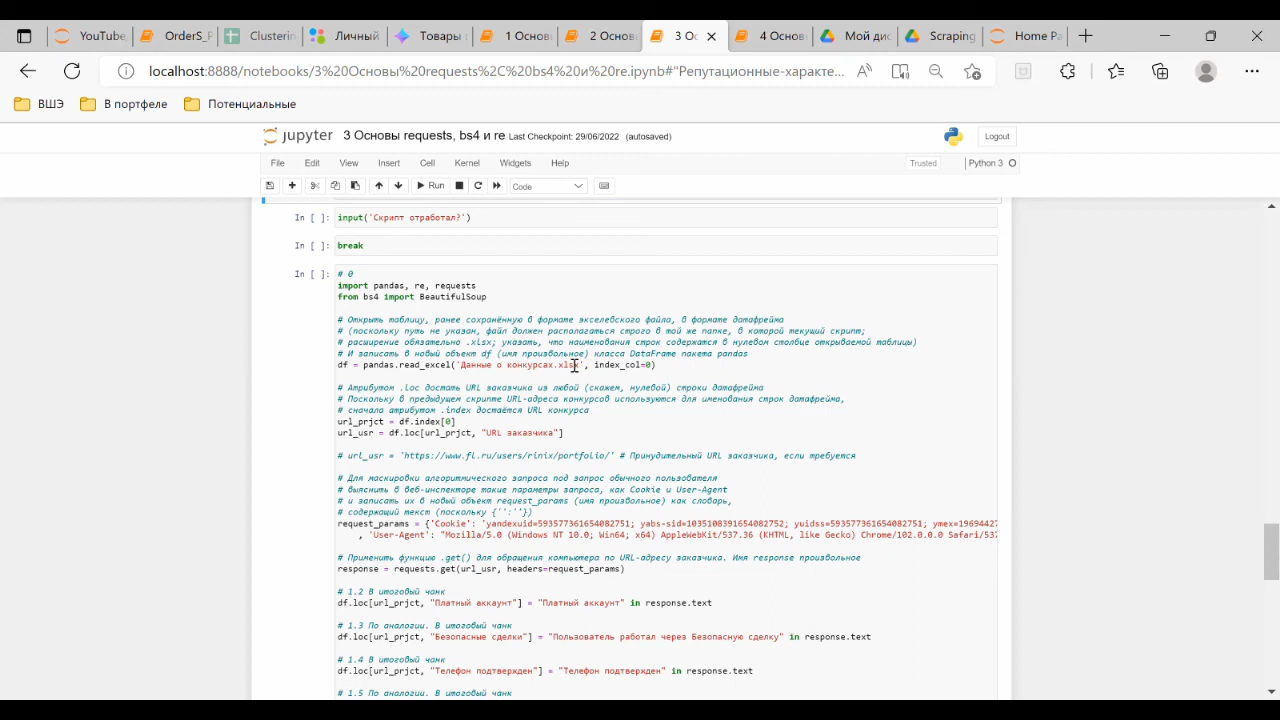 YouTube
OrderS_P
Clusterin
Личный
Товары
1 Основ
2 Основ
3 Ос
4 Основ
Мой дис
Scraping
Home Pa
localhost:8888/notebooks/3%20Основы%20requests%2C%20bs4%20и%20re.ipynb#"Репутационные-характе...
ВШЭ
В портфеле
Потенциальные
jupyter 3 Основы requests, bs4 и re Last Checkpoint: 29/06/2022 (autosaved)
Logout
File Edit View Insert Cell Kernel Widgets Help
Trusted
Python 3
Run
Code
In [ ]: input('Скрипт отработал?')
In [ ]: break
In [ ]: # 0
import pandas, re, requests
from bs4 import BeautifulSoup
# Открыть таблицу, ранее сохранённую в формате экселевского файла, в формате датафрейма
# (поскольку путь не указан, файл должен располагаться строго в той же папке, в которой текущий скрипт;
# расширение обязательно .xlsx; указать, что наименования строк содержатся в нулевом столбце открываемой таблицы)
# И записать в новый объект df (имя произвольное) класса DataFrame пакета pandas
df = pandas.read_excel('Данные о конкурсах.xlsx', index_col=0)
# Атрибутом .loc достать URL заказчика из любой (скажем, нулевой) строки датафрейма
# Поскольку в предыдущем скрипте URL-адреса конкурсов используются для именования строк датафрейма,
# сначала атрибутом .index достаётся URL конкурса
url_prjct = df.index[0]
url_usr = df.loc[url_prjct, "URL заказчика"]
# url_usr = 'https://www.fl.ru/users/rinix/portfolio/' # Принудительный URL заказчика, если требуется
# Для маскировки алгоритмического запроса под запрос обычного пользователя
# выяснить в веб-инспекторе такие параметры запроса, как Cookie и User-Agent
# и записать их в новый объект request_params (имя произвольное) как словарь,
# содержащий текст (поскольку {'':''})
request_params = {'Cookie': 'yandexuid=593577361654082751; yabs-sid=1035108391654082752; yuidss=593577361654082751; ymex=19694427
, 'User-Agent': "Mozilla/5.0 (Windows NT 10.0; Win64; x64) AppleWebKit/537.36 (KHTML, like Gecko) Chrome/102.0.0.0 Safari/537
# Применить функцию .get() для обращения компьютера по URL-адресу заказчика. Имя response произвольное
response = requests.get(url_usr, headers=request_params)
# 1.2 В итоговый чанк
df.loc[url_prjct, "Платный аккаунт"] = "Платный аккаунт" in response.text
# 1.3 По аналогии. В итоговый чанк
df.loc[url_prjct, "Безопасные сделки"] = "Пользователь работал через Безопасную сделку" in response.text
# 1.4 В итоговый чанк
df.loc[url_prjct, "Телефон подтвержден"] = "Телефон подтвержден" in response.text
# 1.5 По аналогии. В итоговый чанк